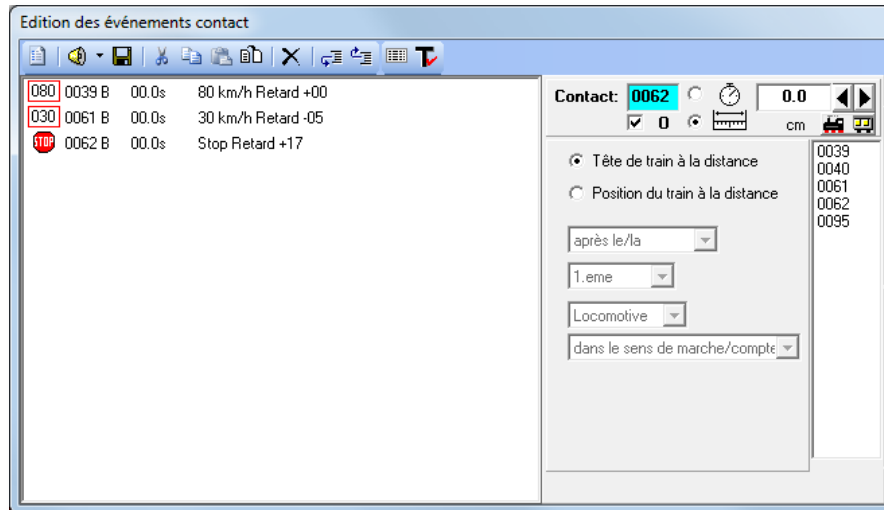 Edition des événements contact
080 0039 B 00.0s 80 km/h Retard +00
030 0061 B 00.0s 30 km/h Retard -05
STOP 0062 B 00.0s Stop Retard +17
Contact: 0062 0.0
0 cm
Tête de train à la distance
Position du train à la distance
après le/la
1.eme
Locomotive
dans le sens de marche/compte
0039
0040
0061
0062
0095